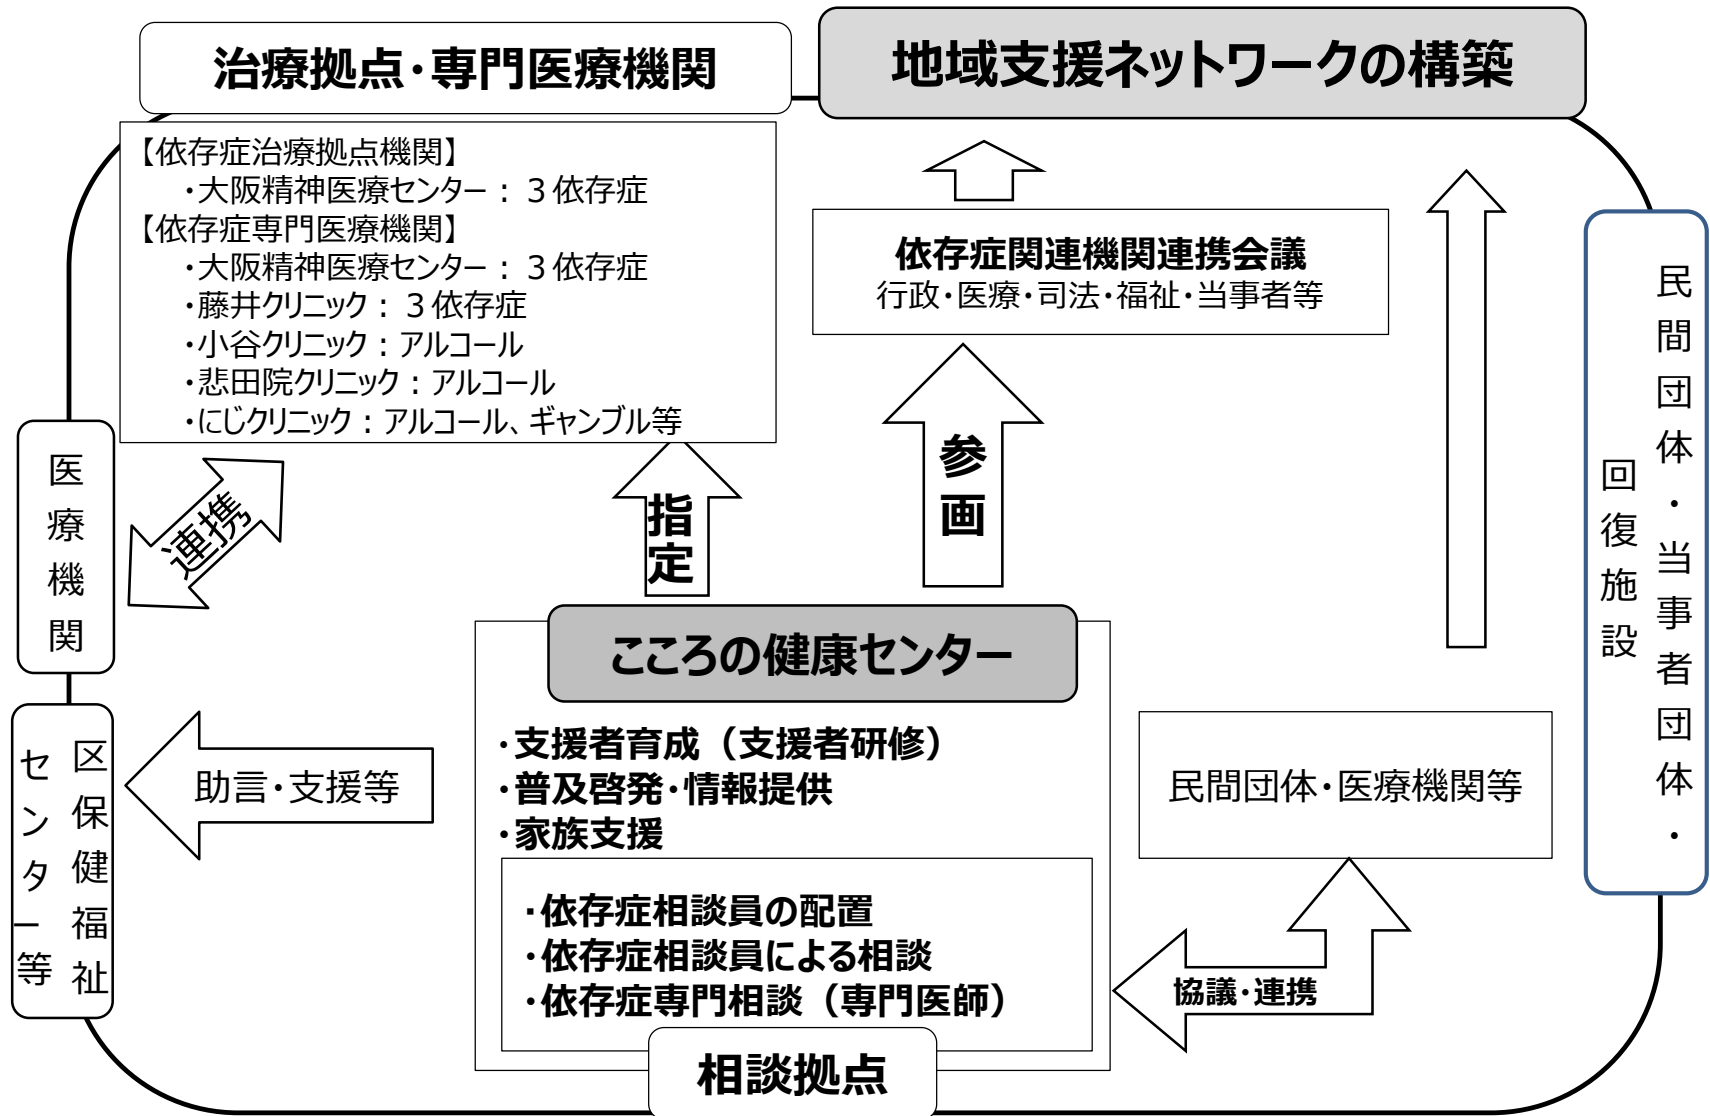 治療拠点・専門医療機関
地域支援ネットワークの構築
【依存症治療拠点機関】
・大阪精神医療センター：３依存症
【依存症専門医療機関】
・大阪精神医療センター：３依存症
・藤井クリニック：３依存症
・小谷クリニック：アルコール
・悲田院クリニック：アルコール
・にじクリニック：アルコール、ギャンブル等
依存症関連機関連携会議
行政・医療・司法・福祉・当事者等
民間団体・当事者団体・
回復施設
医療機関
連携
指定
参画
こころの健康センター
・支援者育成（支援者研修）
・普及啓発・情報提供
・家族支援
・依存症相談員の配置
・依存症相談員による相談
・依存症専門相談（専門医師）
相談拠点
区保健福祉
センター等
助言・支援等
民間団体・医療機関等
協議・連携